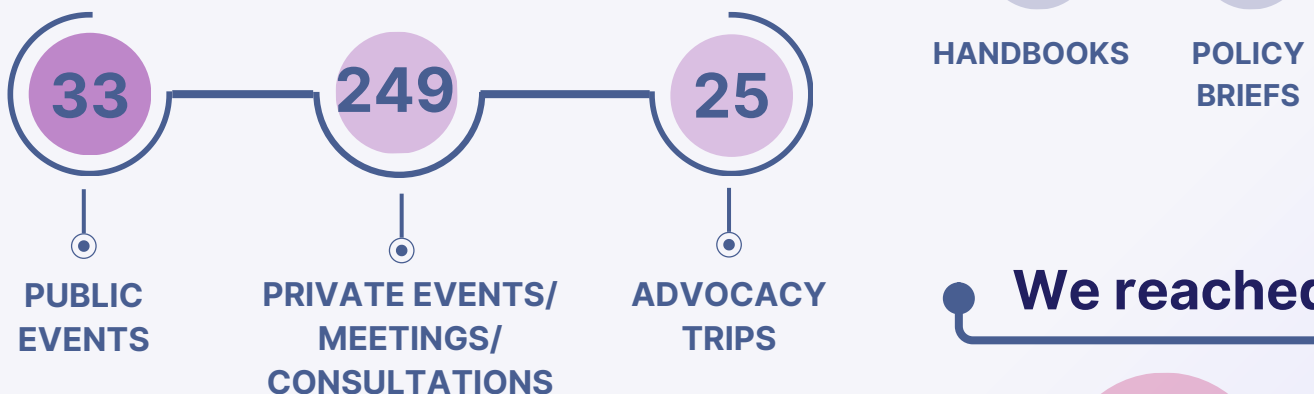 33
249
25
PUBLIC
EVENTS
PRIVATE EVENTS/
MEETINGS/
CONSULTATIONS
ADVOCACY
TRIPS
HANDBOOKS
POLICY
BRIEFS
We reached